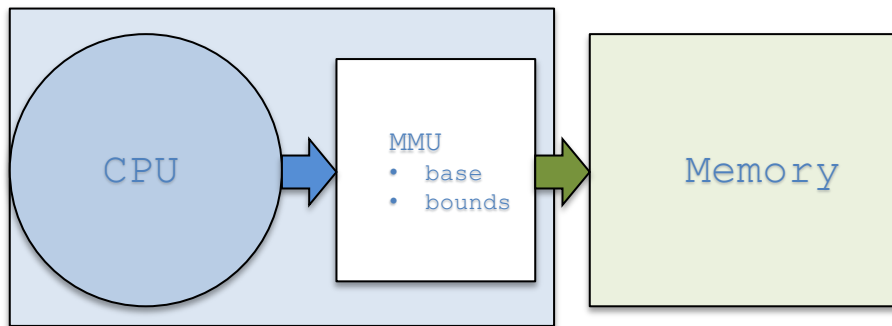 CPU
MMU
• base
• bounds
Memory